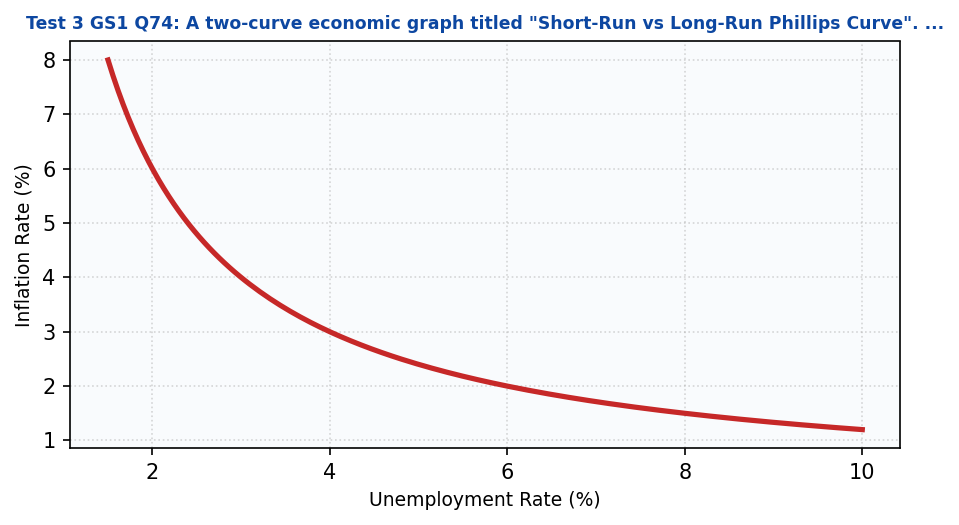 Test 3 GS1 Q74: A two-curve economic graph titled "Short-Run vs Long-Run Phillips Curve". ...
8
7
6
5
4
3
2
1
Inflation Rate (%)
2 4 6 8 10
Unemployment Rate (%)